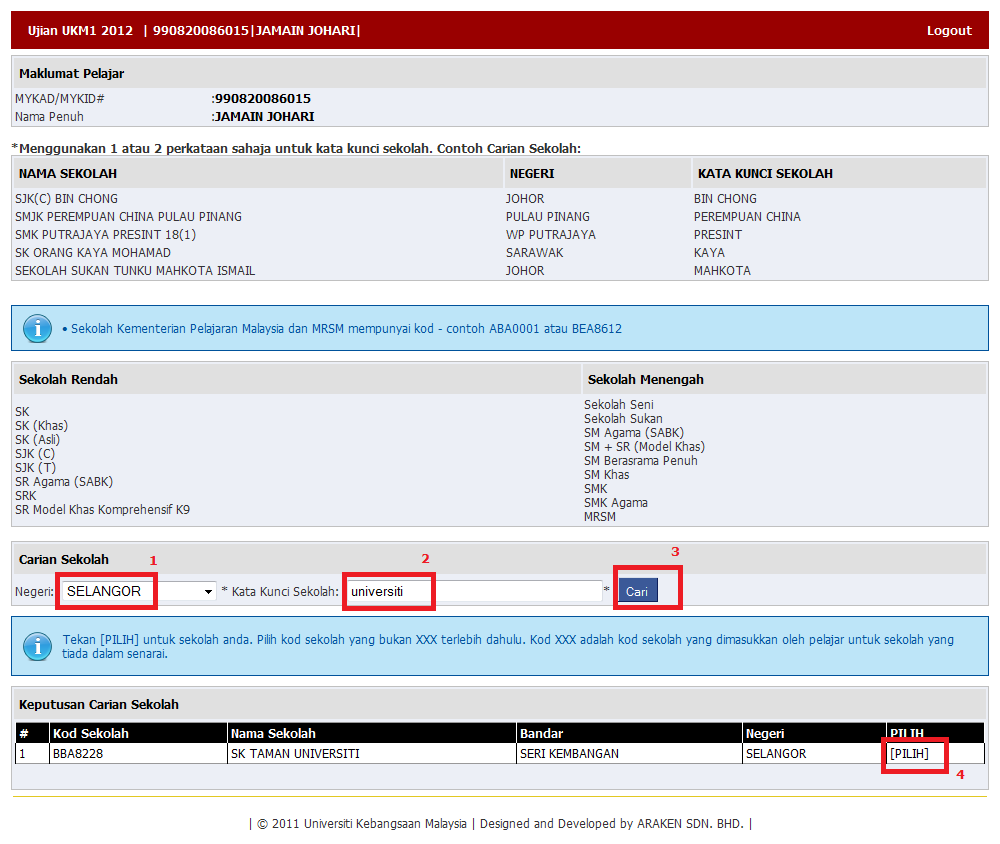 Ujian UKM1 2012 | 990820086015|JAMAIN JOHARI| Logout
Maklumat Pelajar
MYKAD/MYKID# :990820086015
Nama Penuh :JAMAIN JOHARI
*Menggunakan 1 atau 2 perkataan sahaja untuk kata kunci sekolah. Contoh Carian Sekolah:
NAMA SEKOLAH NEGERI KATA KUNCI SEKOLAH
SJK(C) BIN CHONG JOHOR BIN CHONG
SMJK PEREMPUAN CHINA PULAU PINANG PULAU PINANG PEREMPUAN CHINA
SMK PUTRAJAYA PRESINT 18(1) WP PUTRAJAYA PRESINT
SK ORANG KAYA MOHAMAD SARAWAK KAYA
SEKOLAH SUKAN TUNKU MAHKOTA ISMAIL JOHOR MAHKOTA
• Sekolah Kementerian Pelajaran Malaysia dan MRSM mempunyai kod - contoh ABA0001 atau BEA8612
Sekolah Rendah
SK
SK (Khas)
SK (Asli)
SJK (C)
SJK (T)
SR Agama (SABK)
SRK
SR Model Khas Komprehensif K9
Sekolah Menengah
Sekolah Seni
Sekolah Sukan
SM Agama (SABK)
SM + SR (Model Khas)
SM Berasrama Penuh
SM Khas
SMK
SMK Agama
MRSM
Carian Sekolah 1 2 3
Negeri: SELANGOR * Kata Kunci Sekolah: universiti * Cari
Tekan [PILIH] untuk sekolah anda. Pilih kod sekolah yang bukan XXX terlebih dahulu. Kod XXX adalah kod sekolah yang dimasukkan oleh pelajar untuk sekolah yang
tiada dalam senarai.
Keputusan Carian Sekolah
# Kod Sekolah Nama Sekolah Bandar Negeri PILIH
1 BBA8228 SK TAMAN UNIVERSITI SERI KEMBANGAN SELANGOR [PILIH]
4
| © 2011 Universiti Kebangsaan Malaysia | Designed and Developed by ARAKEN SDN. BHD. |